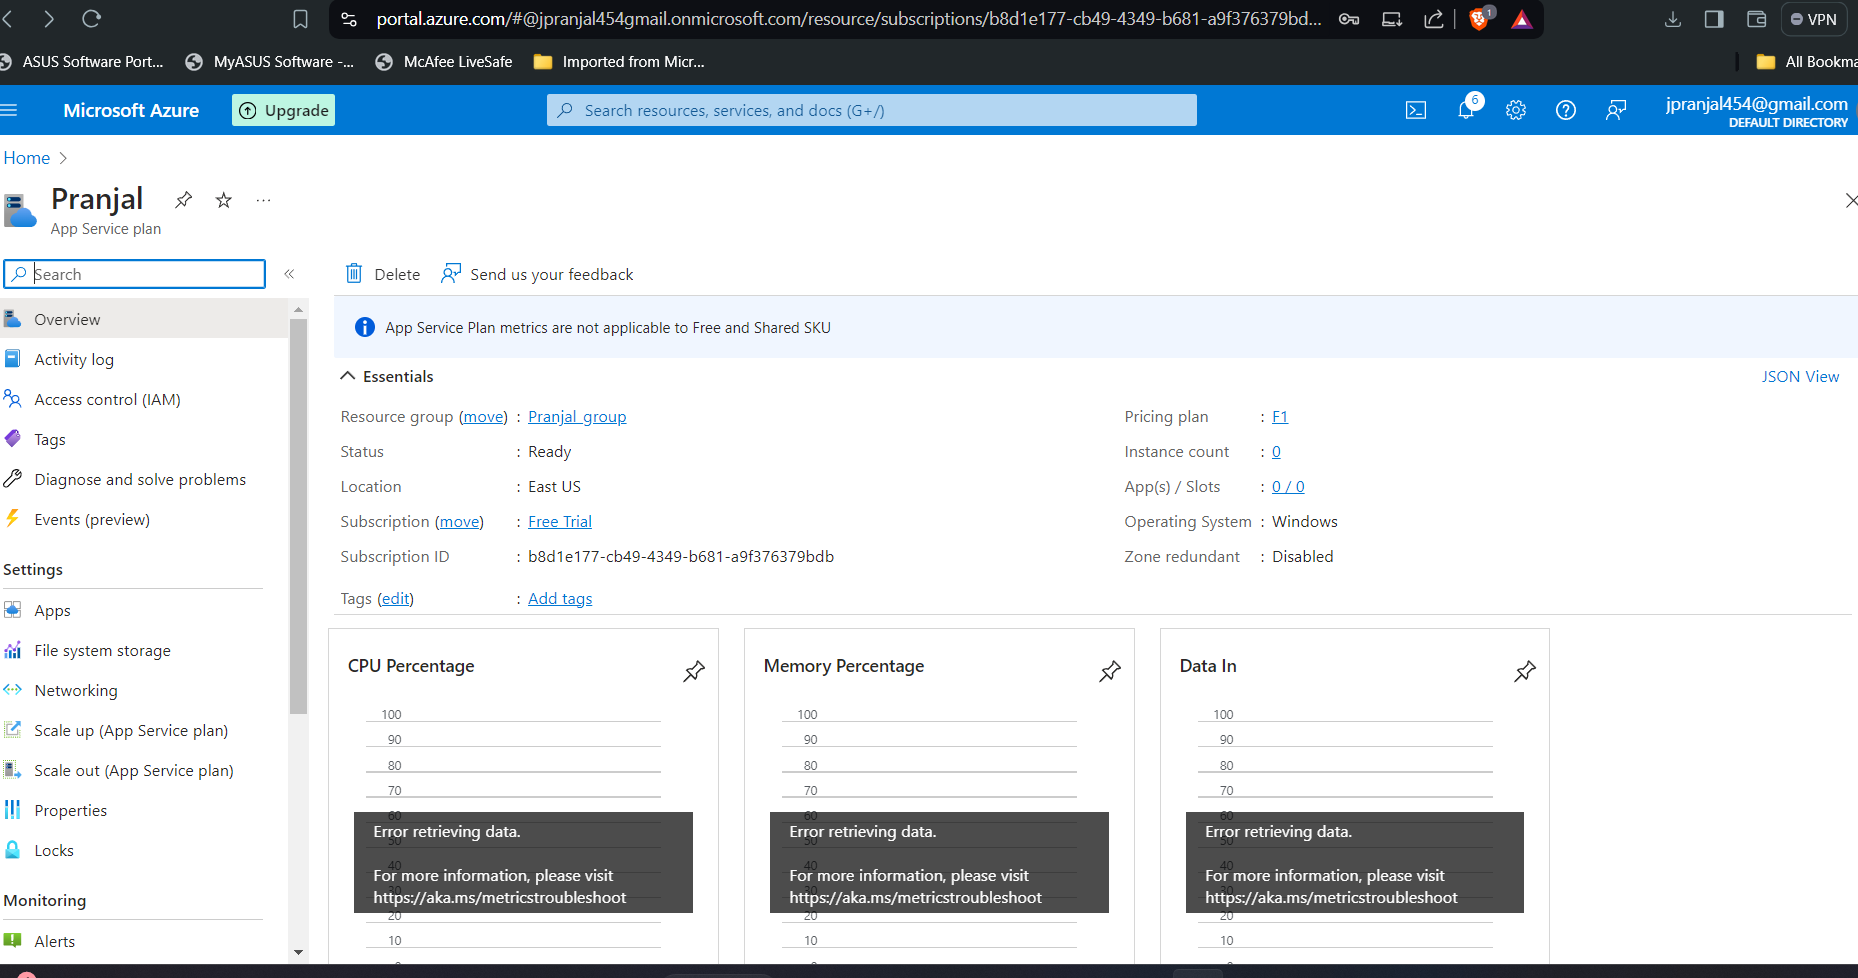 portal.azure.com/#@jpranjal454gmail.onmicrosoft.com/resource/subscriptions/b8d1e177-cb49-4349-b681-a9f376379bd...
1
VPN
ASUS Software Port...
MyASUS Software -...
McAfee LiveSafe
Imported from Micr...
All Bookma
Microsoft Azure
Upgrade
Search resources, services, and docs (G+/)
6
jpranjal454@gmail.com
DEFAULT DIRECTORY
Home
Pranjal
...
App Service plan
Search
«
Delete
Send us your feedback
Overview
Activity log
Access control (IAM)
Tags
Diagnose and solve problems
Events (preview)
Settings
Apps
File system storage
Networking
Scale up (App Service plan)
Scale out (App Service plan)
Properties
Locks
Monitoring
Alerts
App Service Plan metrics are not applicable to Free and Shared SKU
Essentials
JSON View
Resource group (move) : Pranjal_group
Status : Ready
Location : East US
Subscription (move) : Free Trial
Subscription ID : b8d1e177-cb49-4349-b681-a9f376379bdb
Tags (edit) : Add tags
Pricing plan : F1
Instance count : 0
App(s) / Slots : 0 / 0
Operating System : Windows
Zone redundant : Disabled
CPU Percentage
100
90
80
70
60
Error retrieving data.
50
40
For more information, please visit
30
https://aka.ms/metricstroubleshoot
20
10
Memory Percentage
100
90
80
70
60
Error retrieving data.
50
40
For more information, please visit
30
https://aka.ms/metricstroubleshoot
20
10
Data In
100
90
80
70
60
Error retrieving data.
50
40
For more information, please visit
30
https://aka.ms/metricstroubleshoot
20
10